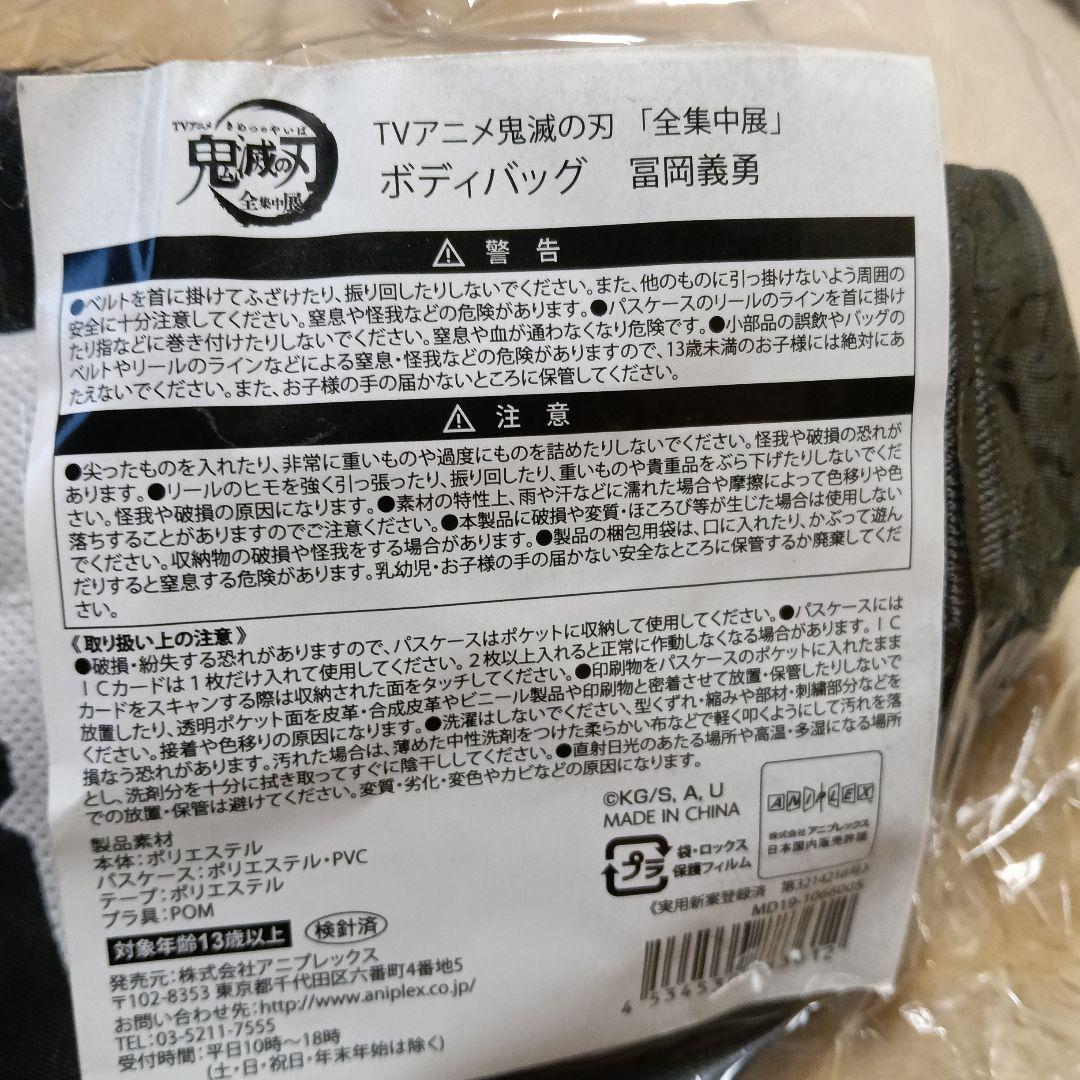 TVアニメ きめつのやいば
鬼滅の刃
全集中展
TVアニメ鬼滅の刃 「全集中展」
ボディバッグ 冨岡義勇
警告
●ベルトを首に掛けてふざけたり、振り回したりしないでください。また、他のものに引っ掛けないよう周囲の
安全に十分注意してください。窒息や怪我などの危険があります。●パスケースのリールのラインを首に掛け
たり指などに巻き付けたりしないでください。窒息や血が通わなくなり危険です。●小部品の誤飲やバッグの
ベルトやリールのラインなどによる窒息・怪我などの危険がありますので、13歳未満のお子様には絶対にあ
たえないでください。また、お子様の手の届かないところに保管してください。
注意
●尖ったものを入れたり、非常に重いものや過度にものを詰めたりしないでください。怪我や破損の恐れが
あります。●リールのヒモを強く引っ張ったり、振り回したり、重いものや貴重品をぶら下げたりしないでくだ
さい。怪我や破損の原因になります。●素材の特性上、雨や汗などに濡れた場合や摩擦によって色移りや色
落ちすることがありますのでご注意ください。●本製品に破損や変質・ほころび等が生じた場合は使用しない
でください。収納物の破損や怪我をする場合があります。●製品の梱包用袋は、口に入れたり、かぶって遊ん
だりすると窒息する危険があります。乳幼児・お子様の手の届かない安全なところに保管するか廃棄してくだ
さい。
《取り扱い上の注意》
●破損・紛失する恐れがありますので、パスケースはポケットに収納して使用してください。●パスケースには
ICカードは1枚だけ入れて使用してください。2枚以上入れると正常に作動しなくなる場合があります。IC
カードをスキャンする際は収納された面をタッチしてください。●印刷物をパスケースのポケットに入れたまま
放置したり、透明ポケット面を皮革・合成皮革やビニール製品や印刷物と密着させて放置・保管したりしないで
ください。接着や色移りの原因になります。●洗濯はしないでください、型くずれ・縮みや部材・刺繍部分などを
損なう恐れがあります。汚れた場合は、薄めた中性洗剤をつけた柔らかい布などで軽く叩くようにして汚れを落
とし、洗剤分を十分に拭き取ってすぐに陰干ししてください。●直射日光のあたる場所や高温・多湿になる場所
での放置・保管は避けてください。変質・劣化・変色やカビなどの原因になります。
製品素材
本体：ポリエステル
パスケース：ポリエステル・PVC
テープ：ポリエステル
プラ具：POM
対象年齢13歳以上
検針済
発売元：株式会社アニプレックス
〒102-8353 東京都千代田区六番町4番地5
お問い合わせ先：http://www.aniplex.co.jp/
TEL：03-5211-7555
受付時間：平日10時～18時
(土・日・祝日・年末年始は除く)
©KG/S, A, U
MADE IN CHINA
プラ
袋・ロックス
保護フィルム
ANIPLEX
株式会社アニプレックス
日本国内販売許諾
《実用新案登録済 第3214216号》